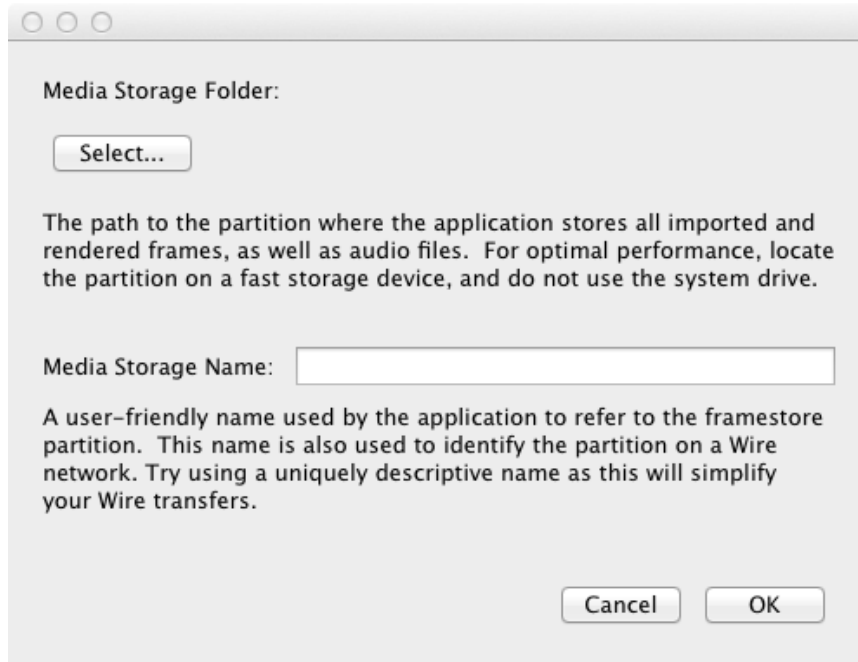 Media Storage Folder:
Select...
The path to the partition where the application stores all imported and
rendered frames, as well as audio files.  For optimal performance, locate
the partition on a fast storage device, and do not use the system drive.
Media Storage Name:
A user-friendly name used by the application to refer to the framestore
partition.  This name is also used to identify the partition on a Wire
network. Try using a uniquely descriptive name as this will simplify
your Wire transfers.
Cancel OK